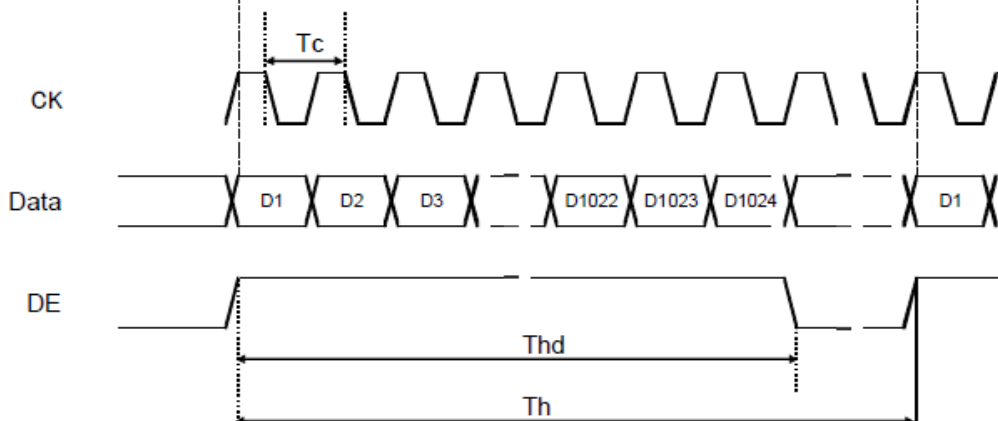 Tc
CK
Data D1 D2 D3 D1022 D1023 D1024 D1
DE
Thd
Th